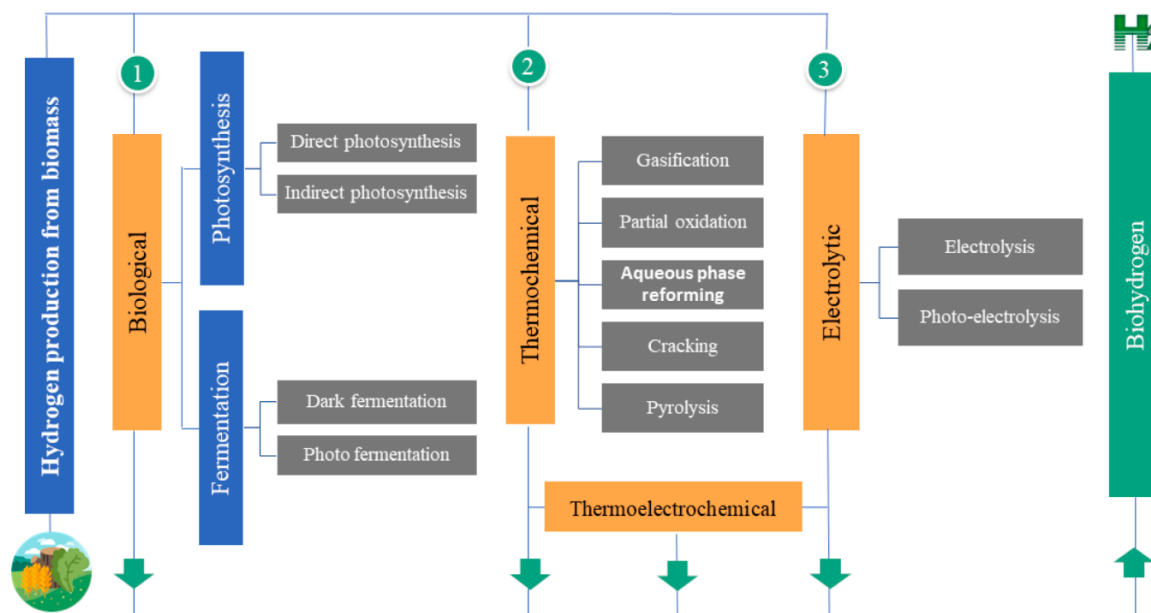 Hydrogen production from biomass
1
Biological
Photosynthesis
Direct photosynthesis
Indirect photosynthesis
Fermentation
Dark fermentation
Photo fermentation
2
Thermochemical
Gasification
Partial oxidation
Aqueous phase
reforming
Cracking
Pyrolysis
3
Electrolytic
Electrolysis
Photo-electrolysis
Thermoelectrochemical
Biohydrogen
H2